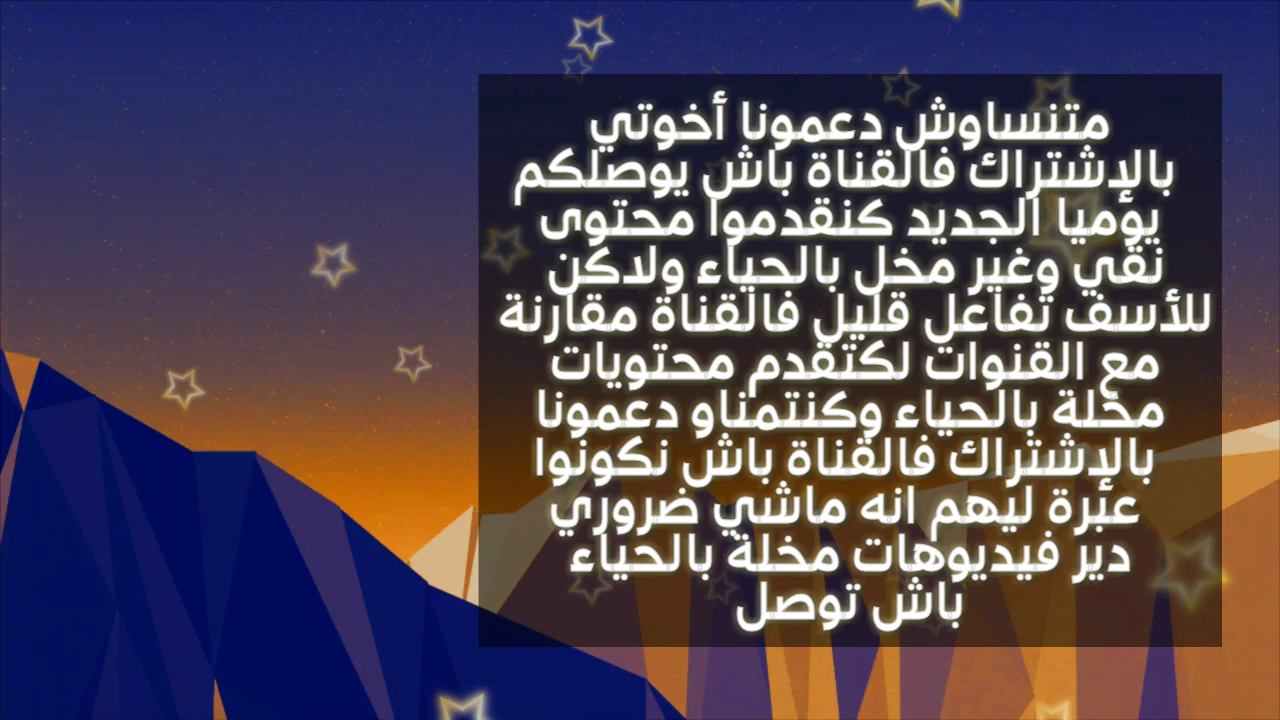 متنساوش دعمونا أخوتي
بالإشتراك فالقناة باش يوصلكم
يؤميا الجديد كنقدموا محتوى
نقي وغير مخل بالحياء ولاكن
للأسف تفاعل قليل فالقناة مقارنة
مع القنوات لكتقدم محتويات
مخلة بالحياء وكنتمناو دعمونا
بالإشتراك فالقناة باش نكونوا
عبرة ليهم انه ماشي ضروري
دير فيديوهات مخلة بالحياء
باش توصل